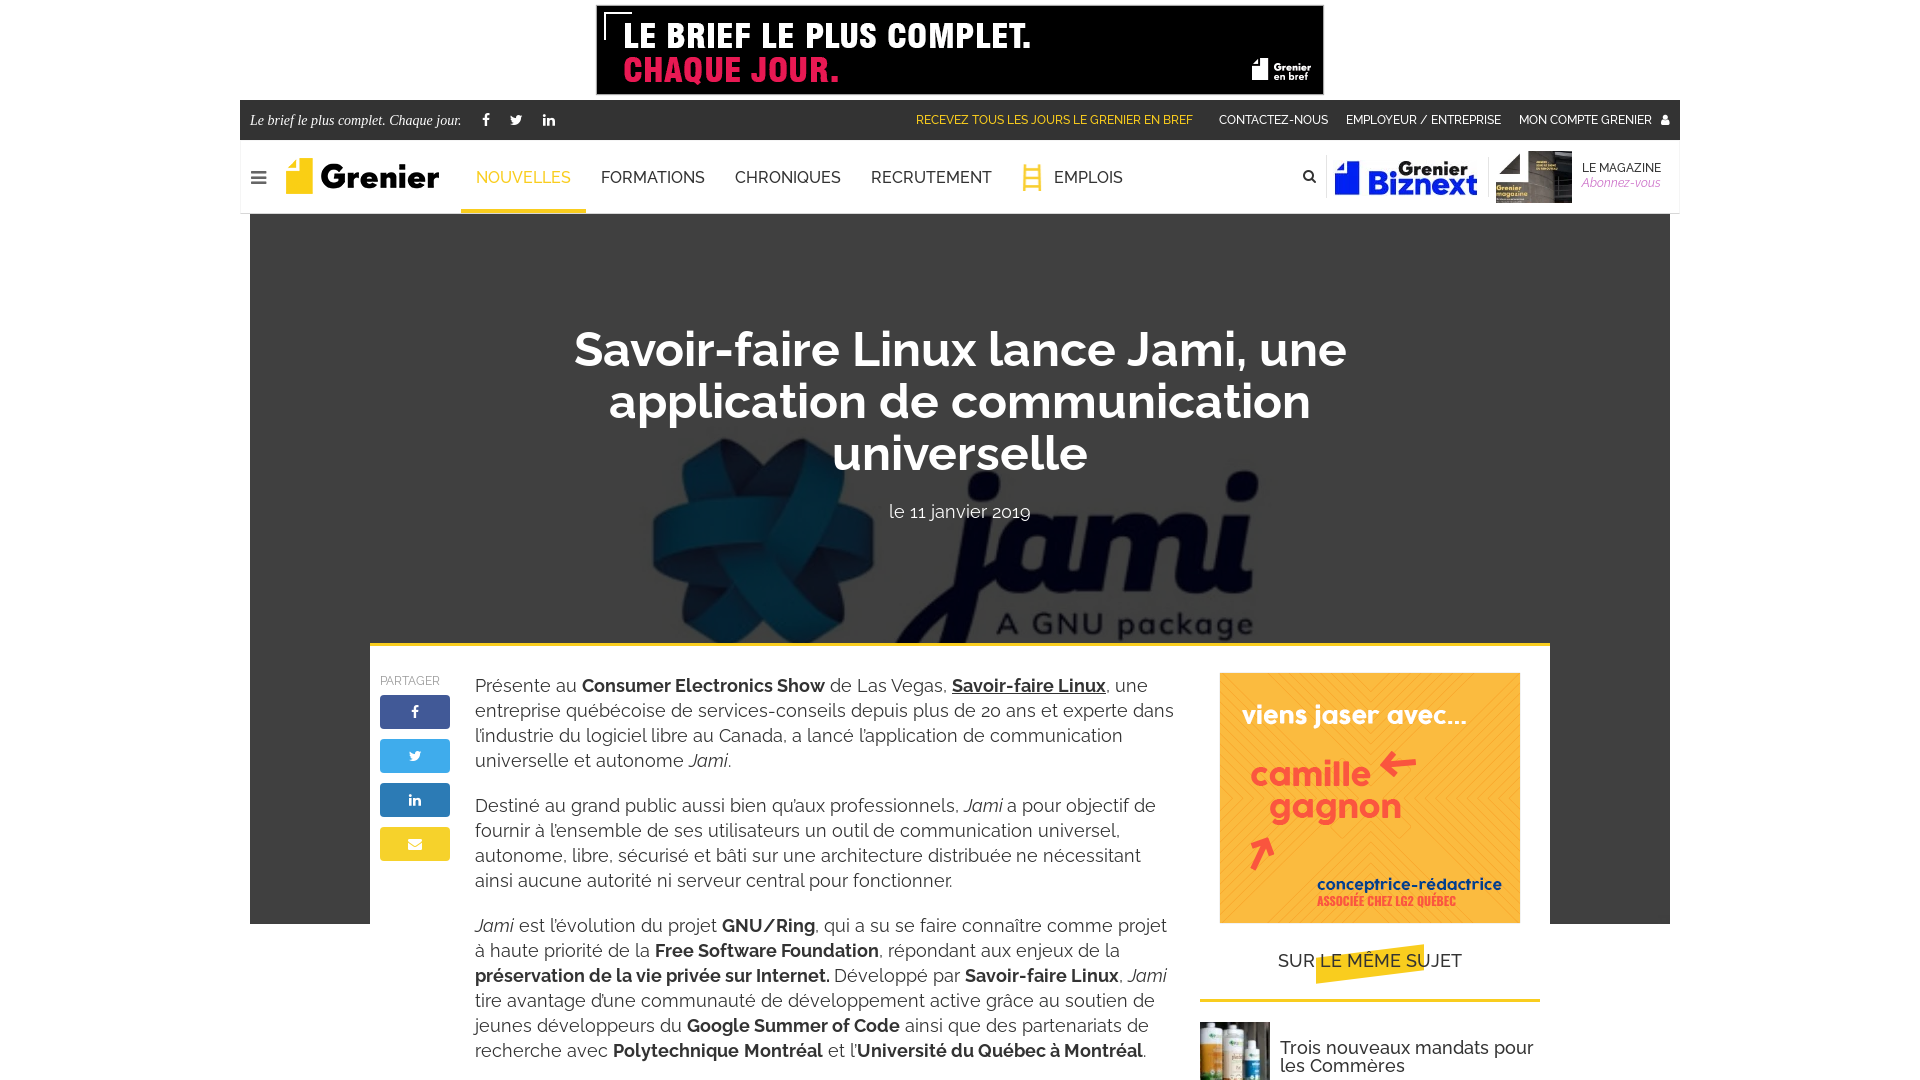 LE BRIEF LE PLUS COMPLET.
CHAQUE JOUR.
Grenier
en bref
Le brief le plus complet. Chaque jour.
RECEVEZ TOUS LES JOURS LE GRENIER EN BREF
CONTACTEZ-NOUS
EMPLOYEUR / ENTREPRISE
MON COMPTE GRENIER
Grenier
NOUVELLES
FORMATIONS
CHRONIQUES
RECRUTEMENT
EMPLOIS
Grenier
Biznext
Grenier
magazine
LE MAGAZINE
Abonnez-vous
Savoir-faire Linux lance Jami, une
application de communication
universelle
le 11 janvier 2019
jami
A GNU package
PARTAGER
Présente au Consumer Electronics Show de Las Vegas, Savoir-faire Linux, une
entreprise québécoise de services-conseils depuis plus de 20 ans et experte dans
l’industrie du logiciel libre au Canada, a lancé l’application de communication
universelle et autonome Jami.
Destiné au grand public aussi bien qu’aux professionnels, Jami a pour objectif de
fournir à l’ensemble de ses utilisateurs un outil de communication universel,
autonome, libre, sécurisé et bâti sur une architecture distribuée ne nécessitant
ainsi aucune autorité ni serveur central pour fonctionner.
Jami est l’évolution du projet GNU/Ring, qui a su se faire connaître comme projet
à haute priorité de la Free Software Foundation, répondant aux enjeux de la
préservation de la vie privée sur Internet. Développé par Savoir-faire Linux, Jami
tire avantage d’une communauté de développement active grâce au soutien de
jeunes développeurs du Google Summer of Code ainsi que des partenariats de
recherche avec Polytechnique Montréal et l’Université du Québec à Montréal.
viens jaser avec...
camille
gagnon
conceptrice-rédactrice
ASSOCIÉE CHEZ LG2 QUÉBEC
SUR LE MÊME SUJET
Trois nouveaux mandats pour
les Commères